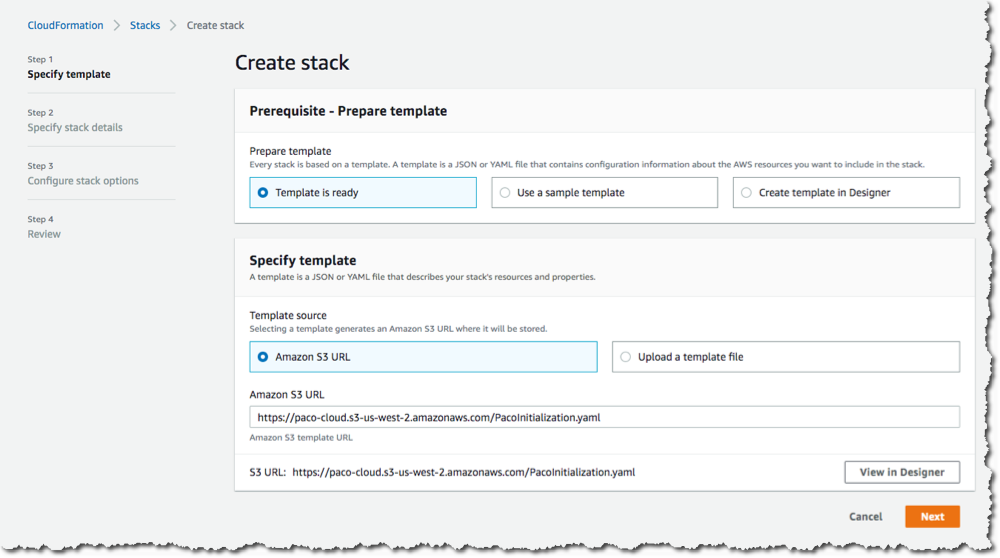 CloudFormation > Stacks > Create stack
Step 1
Specify template
Step 2
Specify stack details
Step 3
Configure stack options
Step 4
Review
Create stack
Prerequisite - Prepare template
Prepare template
Every stack is based on a template. A template is a JSON or YAML file that contains configuration information about the AWS resources you want to include in the stack.
Template is ready
Use a sample template
Create template in Designer
Specify template
A template is a JSON or YAML file that describes your stack's resources and properties.
Template source
Selecting a template generates an Amazon S3 URL where it will be stored.
Amazon S3 URL
Upload a template file
Amazon S3 URL
https://paco-cloud.s3-us-west-2.amazonaws.com/PacoInitialization.yaml
Amazon S3 template URL
S3 URL: https://paco-cloud.s3-us-west-2.amazonaws.com/PacoInitialization.yaml
View in Designer
Cancel
Next